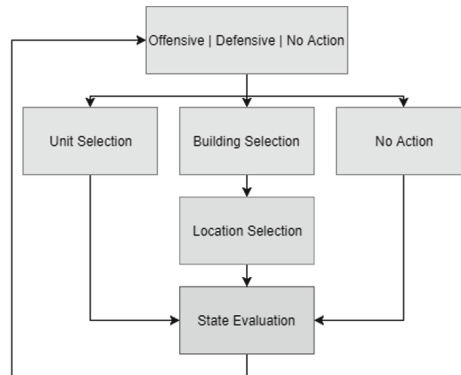 Offensive | Defensive | No Action
Unit Selection
Building Selection
No Action
Location Selection
State Evaluation